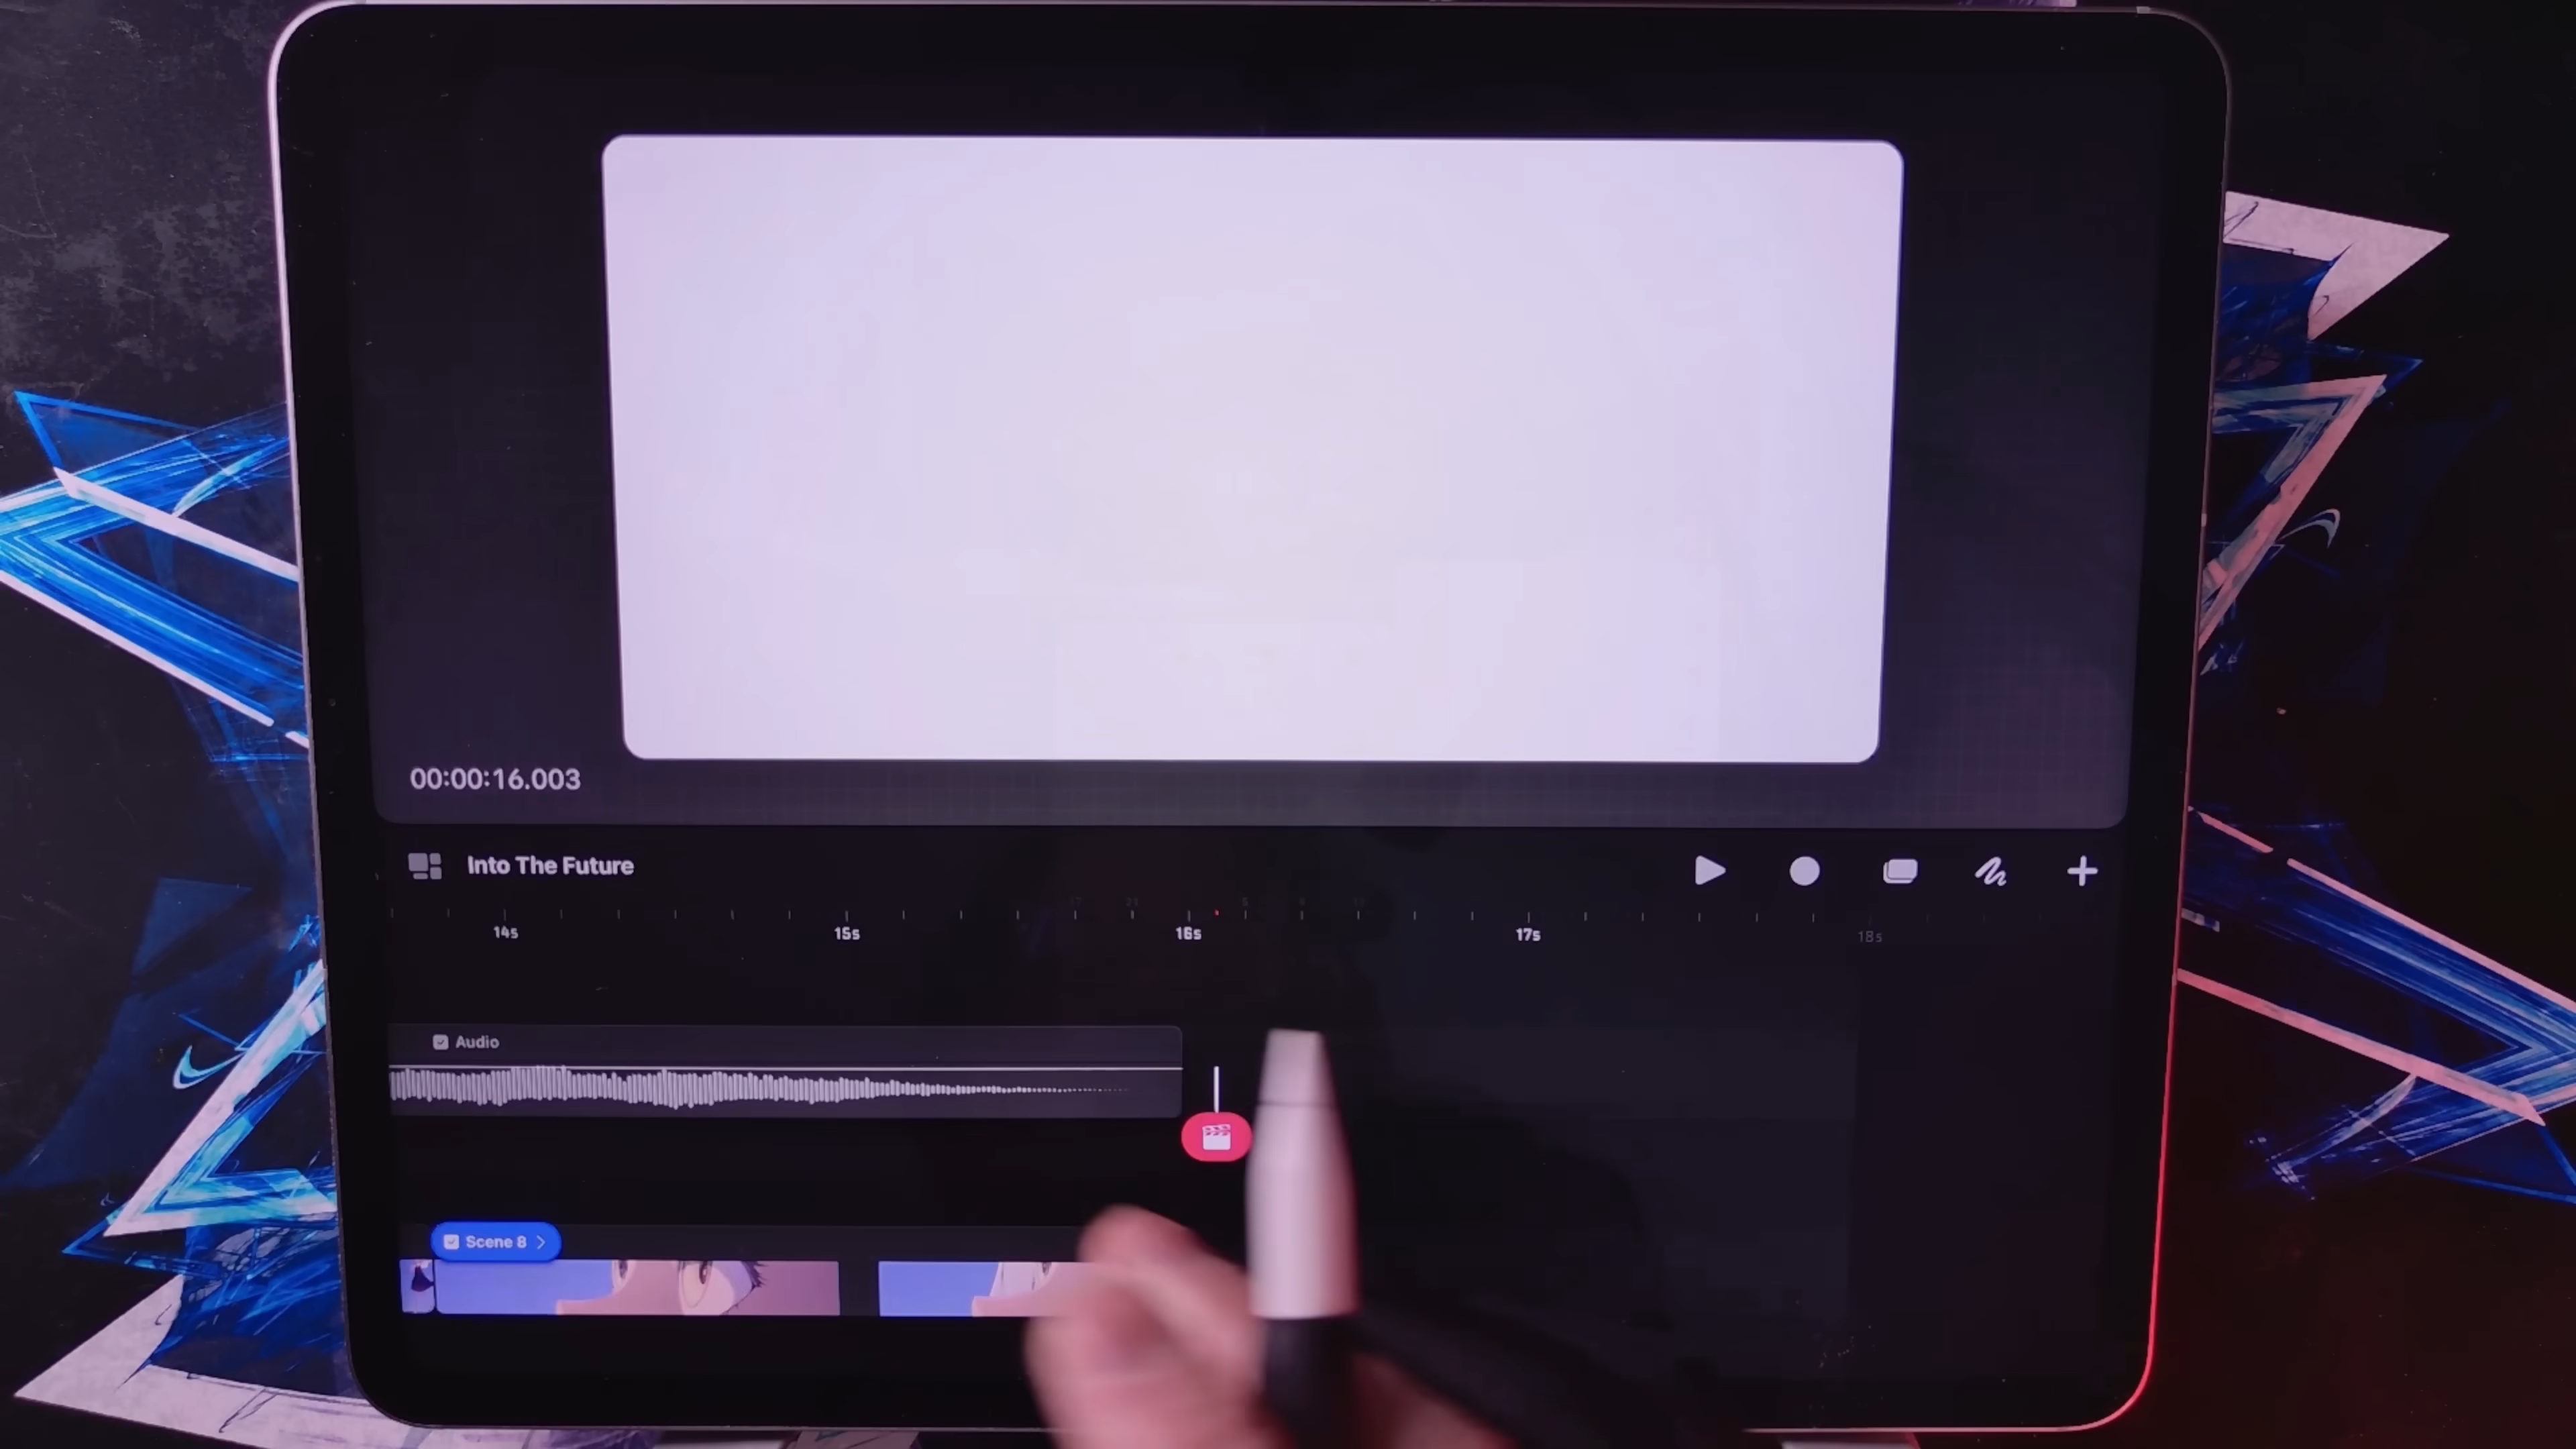 00:00:16.003
Into The Future
14s 15s 16s 17s 18s
Audio
Scene 8